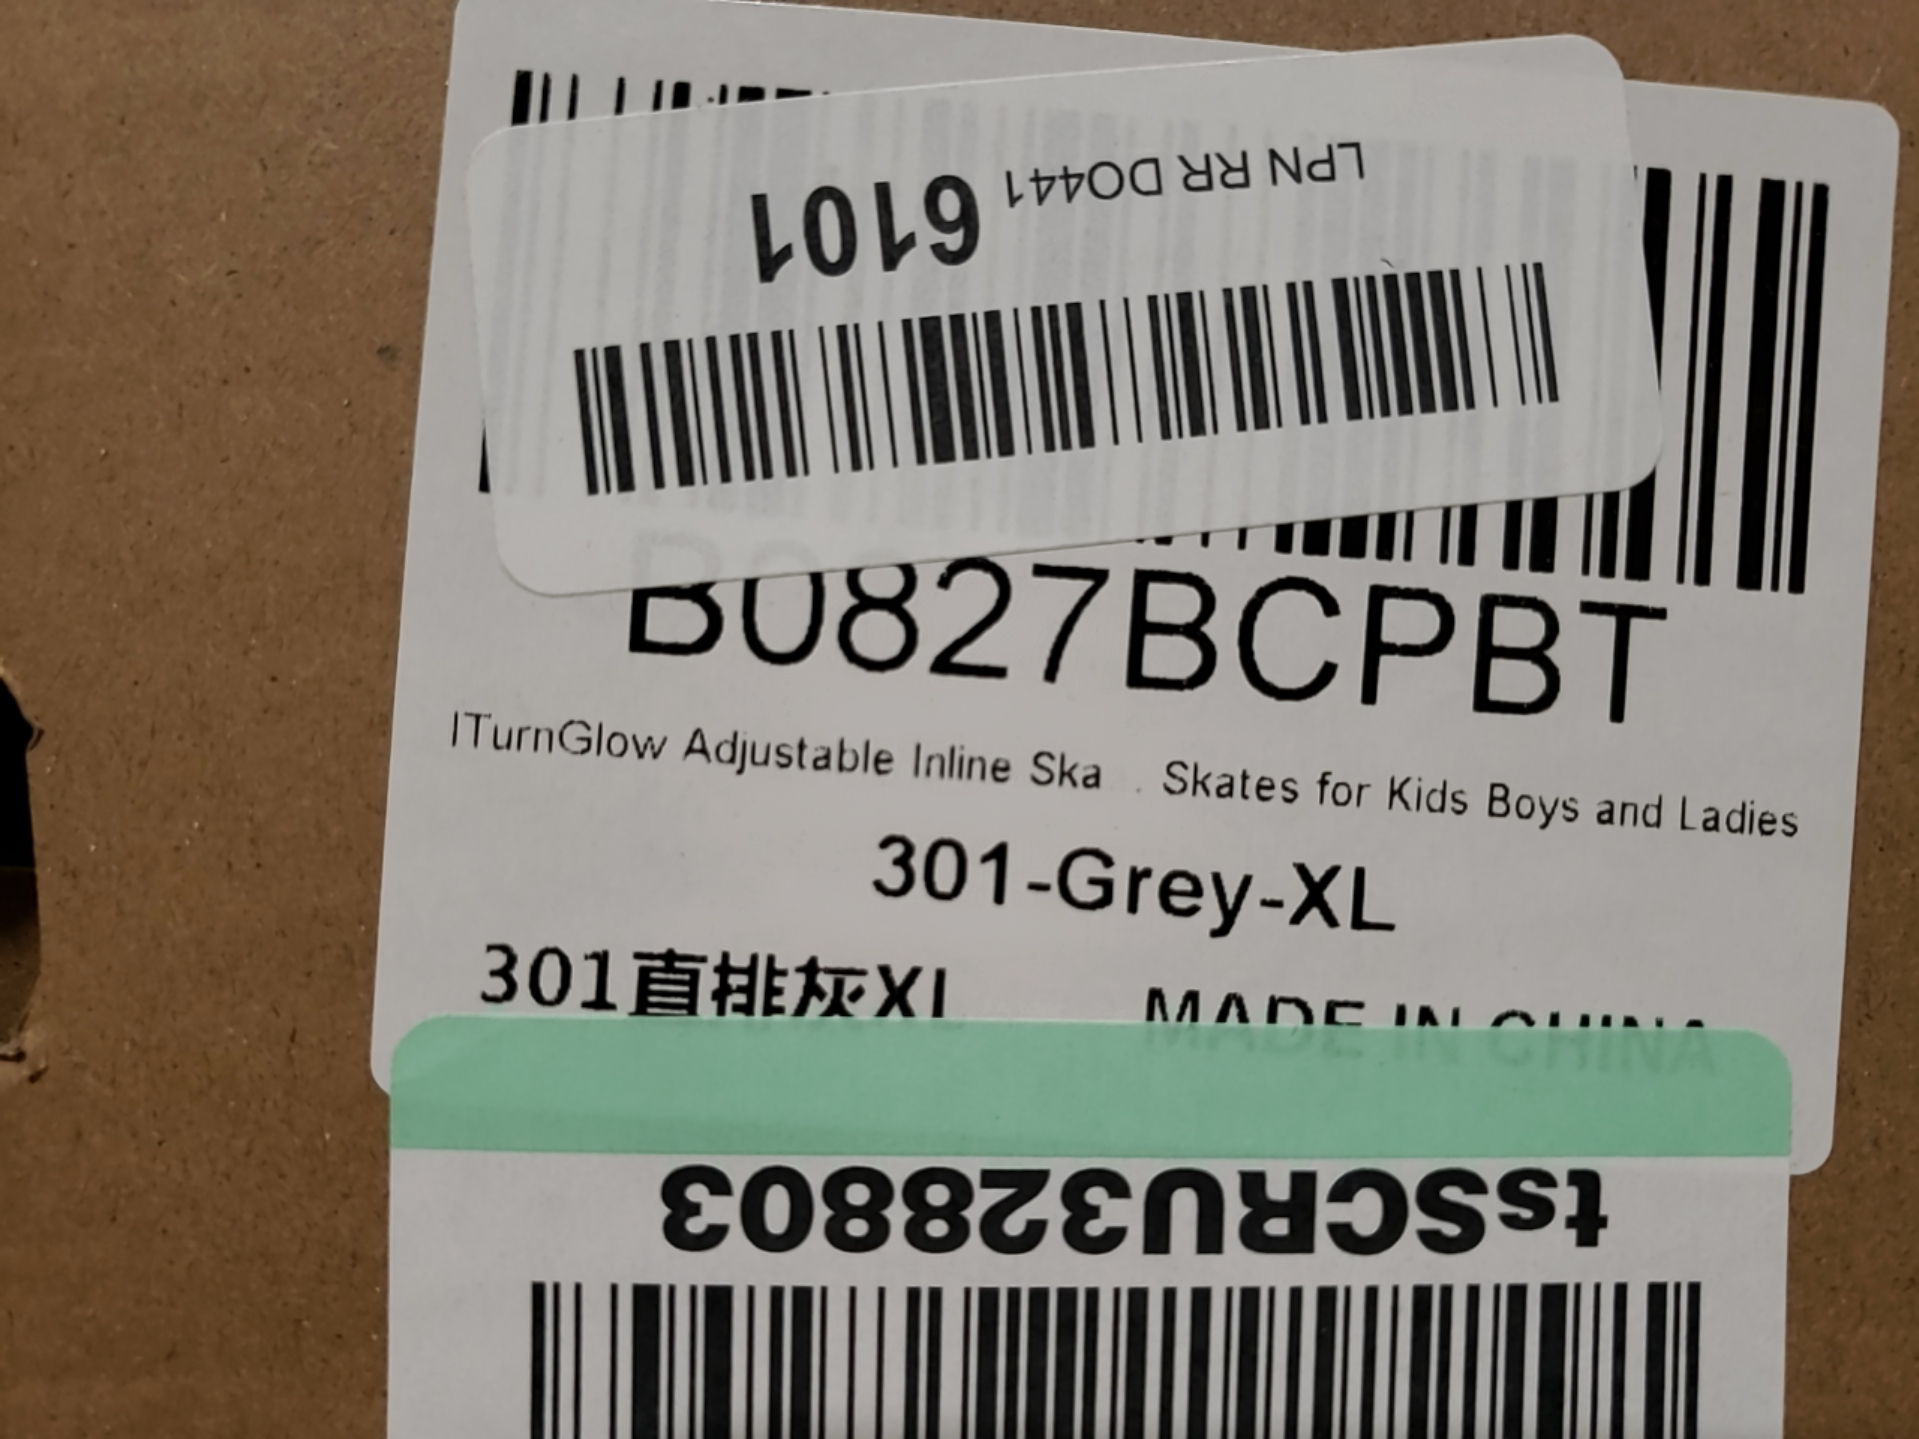 LPN RR DO441 6101
B0827BCPBT
ITurnGlow Adjustable Inline Ska . Skates for Kids Boys and Ladies
301-Grey-XL
301直排灰XL MADE IN CHINA
tsSCRU328803